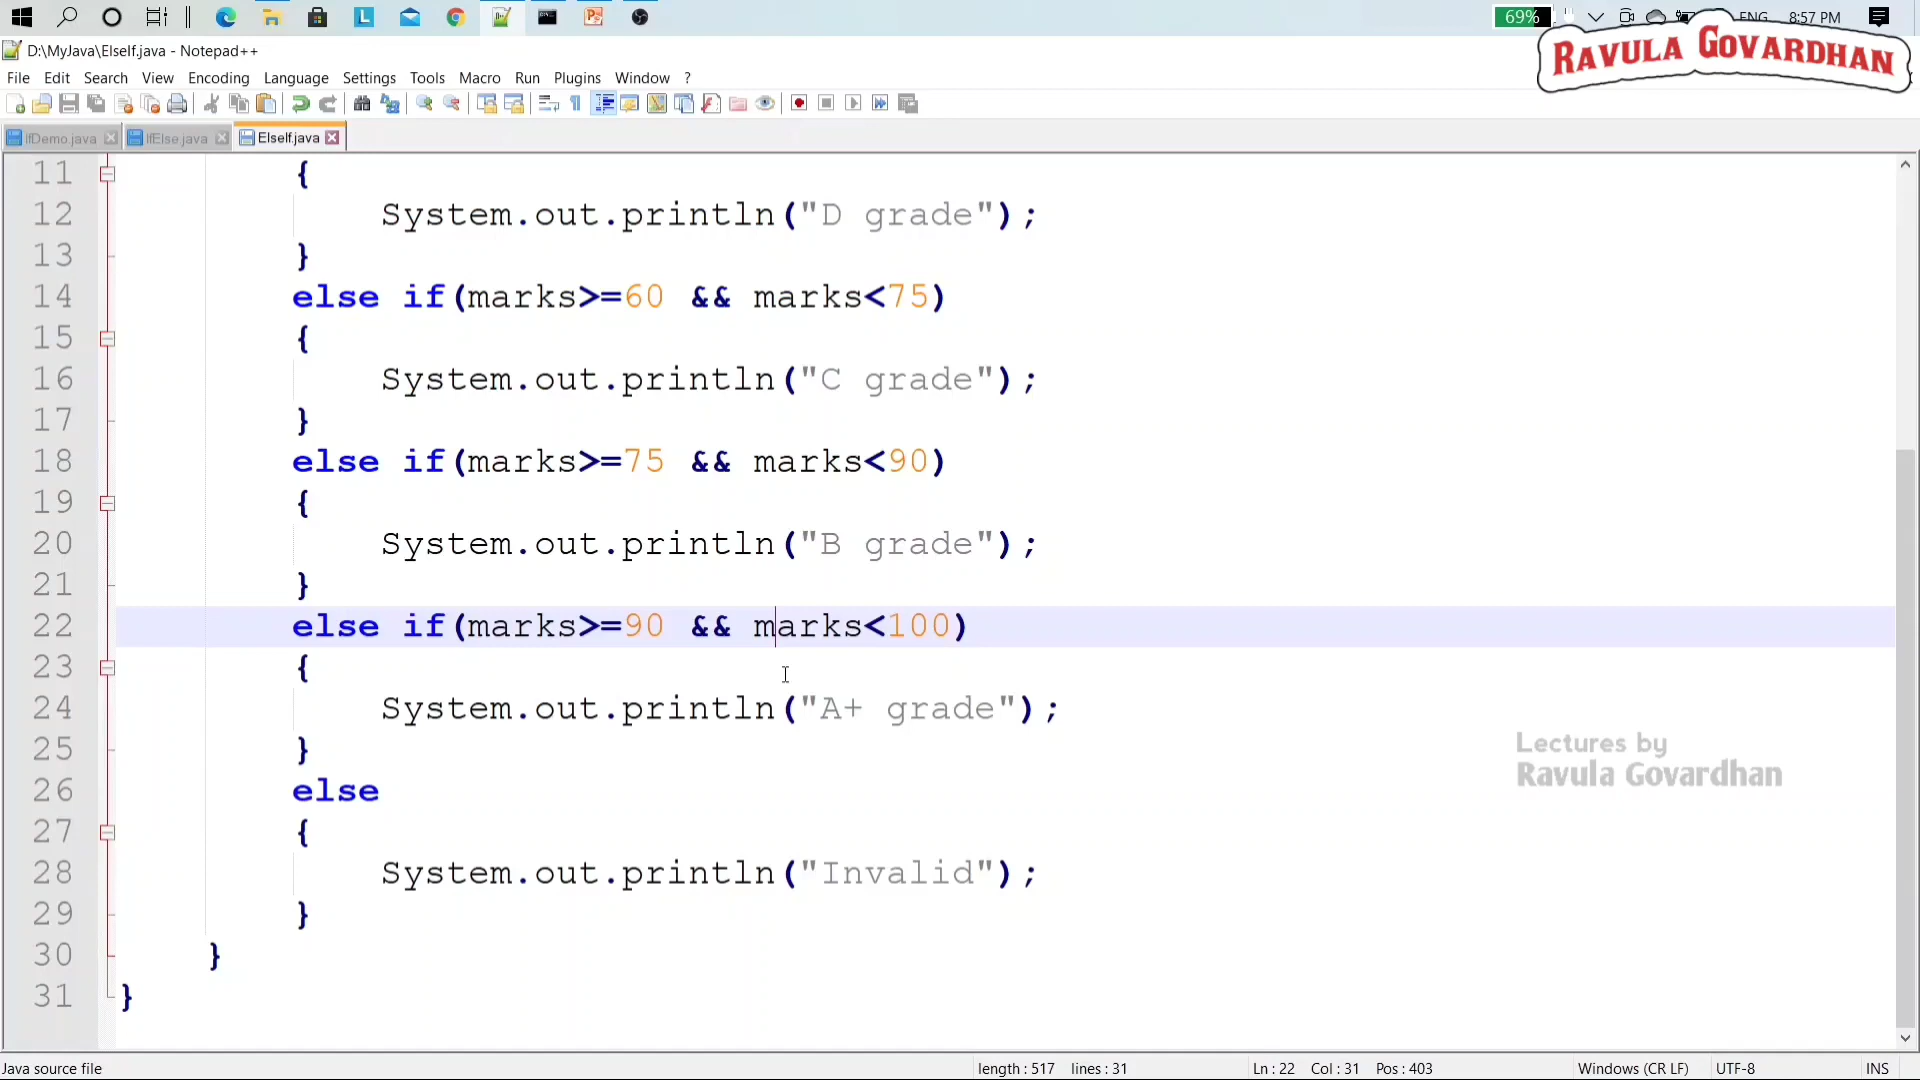 69%
ENG
8:57 PM
D:\MyJava\ElseIf.java - Notepad++
RAVULA GOVARDHAN
File Edit Search View Encoding Language Settings Tools Macro Run Plugins Window ?
IfDemo.java IfElse.java ElseIf.java
11 {
12 System.out.println("D grade");
13 }
14 else if(marks>=60 && marks<75)
15 {
16 System.out.println("C grade");
17 }
18 else if(marks>=75 && marks<90)
19 {
20 System.out.println("B grade");
21 }
22 else if(marks>=90 && marks<100)
23 {
24 System.out.println("A+ grade");
25 }
26 else
27 {
28 System.out.println("Invalid");
29 }
30 }
31 }
Lectures by
Ravula Govardhan
Java source file length : 517 lines : 31 Ln : 22 Col : 31 Pos : 403 Windows (CR LF) UTF-8 INS